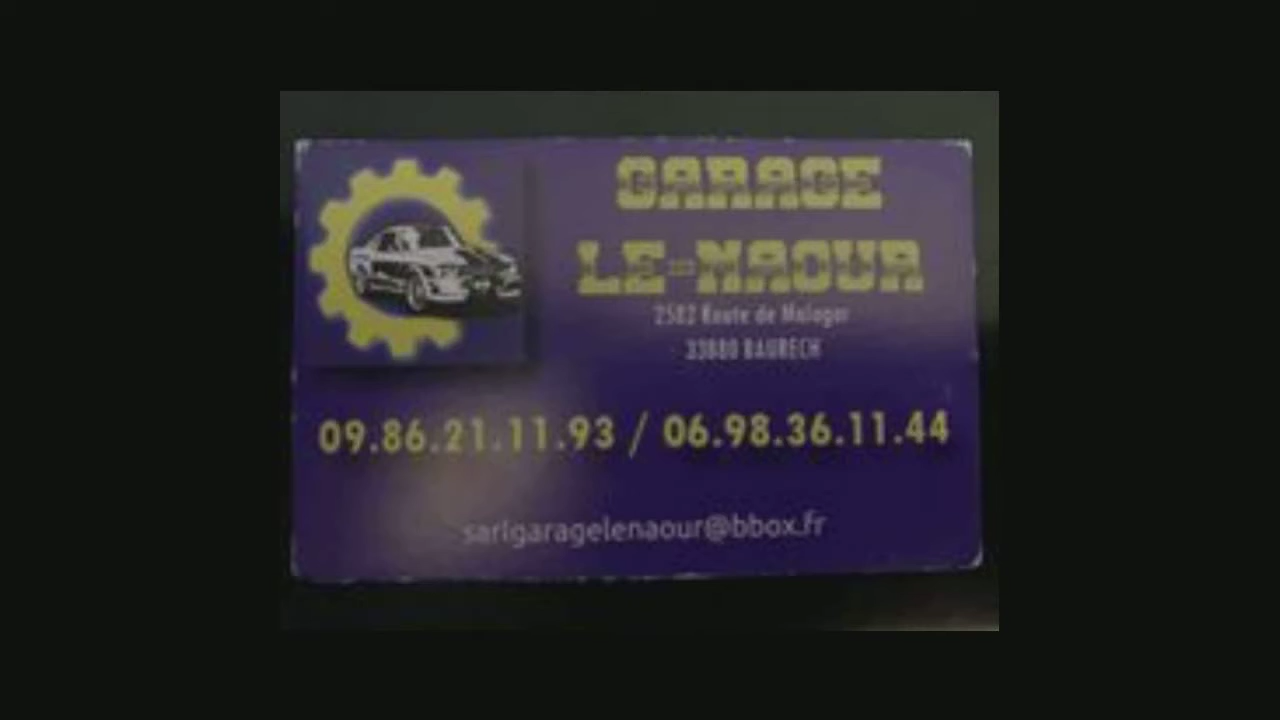 GARAGE
LE-NAOUR
2582 Route de Malagar
33880 BAURECH
09.86.21.11.93 / 06.98.36.11.44
sarlgaragelenaour@bbox.fr